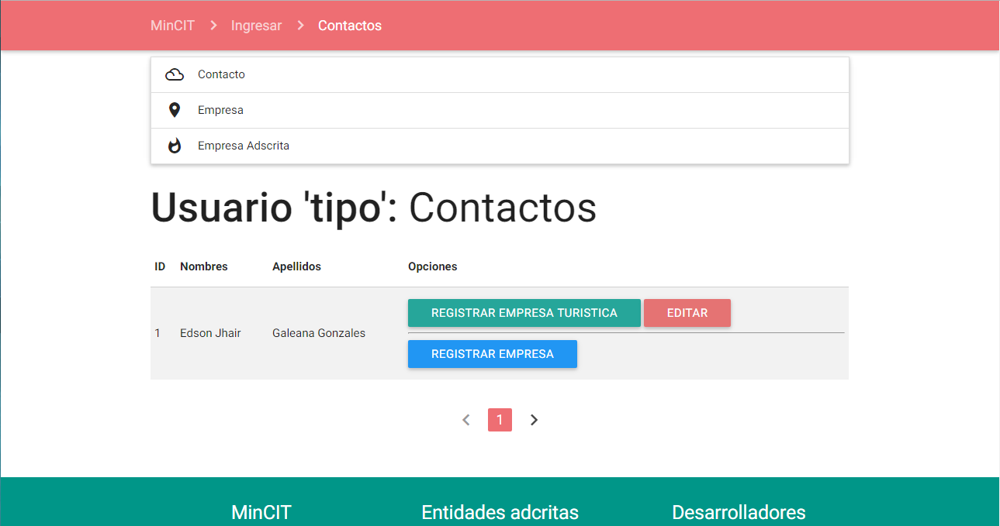 MinCIT > Ingresar > Contactos
Contacto
Empresa
Empresa Adscrita
Usuario 'tipo': Contactos
ID Nombres Apellidos Opciones
REGISTRAR EMPRESA TURISTICA EDITAR
1 Edson Jhair Galeana Gonzales
REGISTRAR EMPRESA
1
MinCIT Entidades adcritas Desarrolladores